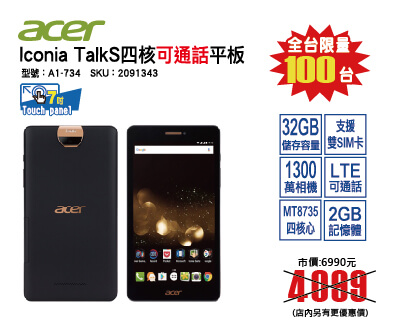 acer
Iconia TalkS四核可通話平板
型號：A1-734 SKU：2091343
7吋
Touch panel
全台限量
100台
32GB
儲存容量
支援
雙SIM卡
1300
萬相機
LTE
可通話
MT8735
四核心
2GB
記憶體
acer
acer
市價:6990元
4089
(店內另有更優惠價)